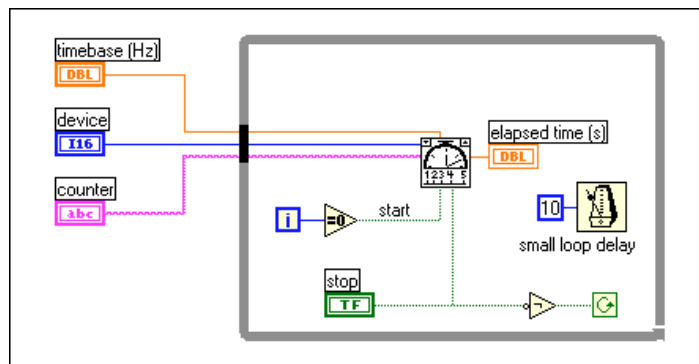 timebase (Hz)
DBL
device
I16
counter
abc
elapsed time (s)
DBL
1 2 3 4 5
i
=0
start
10
small loop delay
stop
TF